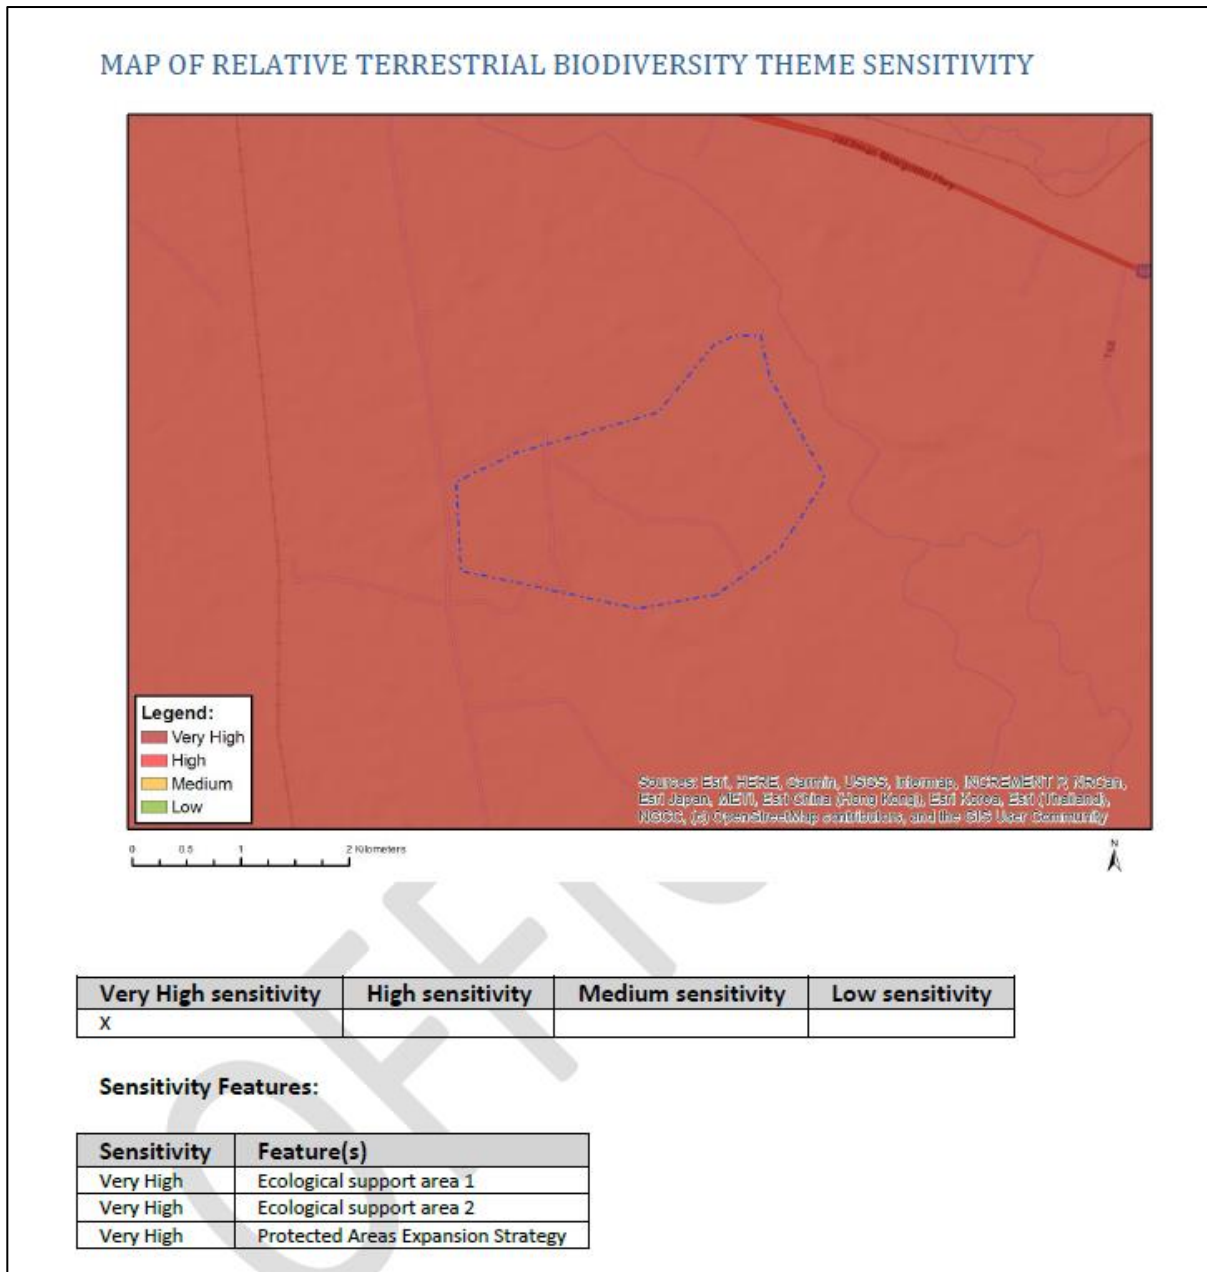 MAP OF RELATIVE TERRESTRIAL BIODIVERSITY THEME SENSITIVITY
Hwy
Legend:
Very High
High
Medium
Low
Sources: Esri, HERE, Garmin, USGS, Intermap, INCREMENT P, NRCan,
Esri Japan, METI, Esri China (Hong Kong), Esri Korea, Esri (Thailand),
NGCC, (c) OpenStreetMap contributors, and the GIS User Community
0 0.5 1 2 Kilometers
N
Very High sensitivity High sensitivity Medium sensitivity Low sensitivity
X
Sensitivity Features:
Sensitivity Feature(s)
Very High Ecological support area 1
Very High Ecological support area 2
Very High Protected Areas Expansion Strategy